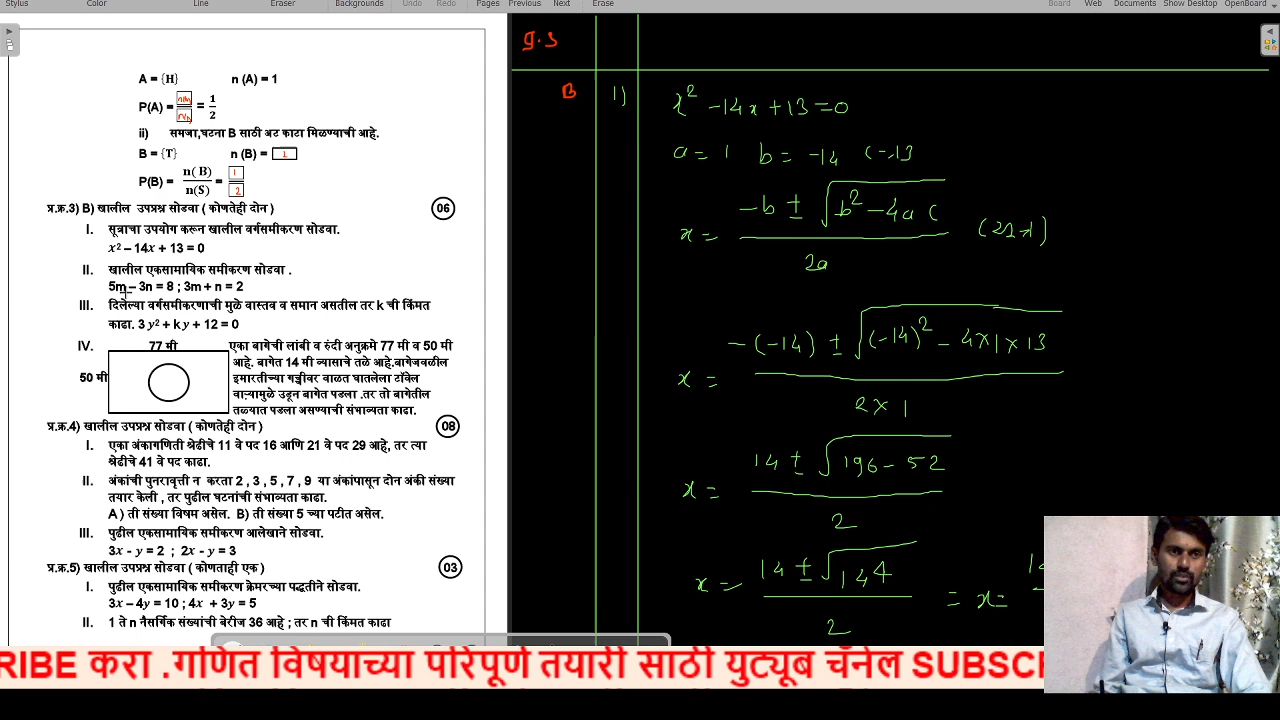 Stylus Color Line Eraser Backgrounds Undo Redo Pages Previous Next Erase Board Web Documents Show Desktop OpenBoard
A = {H} n (A) = 1
P(A) = n(A) / n(S) = 1/2
ii) समजा,घटना B साठी अट काटा मिळण्याची आहे.
B = {T} n (B) = 1
P(B) = n( B) / n(S) = 1 / 2
प्र.क्र.3) B) खालील उपप्रश्न सोडवा ( कोणतेही दोन ) 06
I. सूत्राचा उपयोग करून खालील वर्गसमीकरण सोडवा.
x² – 14x + 13 = 0
II. खालील एकसामायिक समीकरण सोडवा .
5m – 3n = 8 ; 3m + n = 2
III. दिलेल्या वर्गसमीकरणाची मुळे वास्तव व समान असतील तर k ची किंमत
काढा. 3 y² + k y + 12 = 0
IV. 77 मी एका बागेची लांबी व रुंदी अनुक्रमे 77 मी व 50 मी
आहे. बागेत 14 मी व्यासाचे तळे आहे.बागेजवळील
50 मी इमारतीच्या गच्चीवर वाळत घातलेला टॉवेल
वाऱ्यामुळे उडून बागेत पडला .तर तो बागेतील
तळ्यात पडला असण्याची संभाव्यता काढा.
प्र.क्र.4) खालील उपप्रश्न सोडवा ( कोणतेही दोन ) 08
I. एका अंकागणिती श्रेढीचे 11 वे पद 16 आणि 21 वे पद 29 आहे, तर त्या
श्रेढीचे 41 वे पद काढा.
II. अंकांची पुनरावृत्ती न करता 2 , 3 , 5 , 7 , 9 या अंकांपासून दोन अंकी संख्या
तयार केली , तर पुढील घटनांची संभाव्यता काढा.
A ) ती संख्या विषम असेल. B) ती संख्या 5 च्या पटीत असेल.
III. पुढील एकसामायिक समीकरण आलेखाने सोडवा.
3x - y = 2 ; 2x - y = 3
प्र.क्र.5) खालील उपप्रश्न सोडवा ( कोणताही एक ) 03
I. पुढील एकसामायिक समीकरण क्रेमरच्या पद्धतीने सोडवा.
3x – 4y = 10 ; 4x + 3y = 5
II. 1 ते n नैसर्गिक संख्यांची बेरीज 36 आहे ; तर n ची किंमत काढा
g.3
B 1) x² -14x +13 =0
a = 1 b = -14 c=13
x = -b ± √b² - 4ac / 2a
x = -(-14) ± √(-14)² - 4×1×13 / 2×1
x = 14 ± √196 - 52 / 2
x = 14 ± √144 / 2 = x =
RIBE करा .गणित विषयाच्या परिपूर्ण तयारी साठी युट्यूब चॅनेल SUBSC